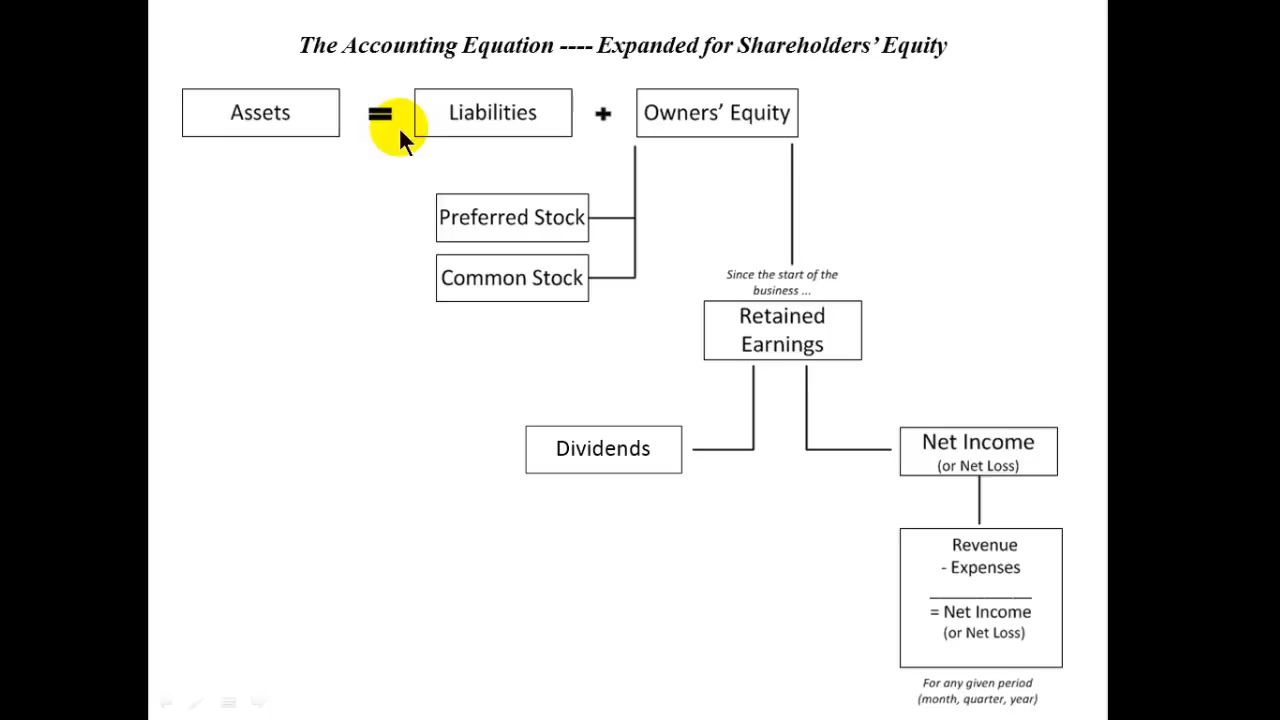 The Accounting Equation ---- Expanded for Shareholders’ Equity
Assets = Liabilities + Owners’ Equity
Preferred Stock
Common Stock
Since the start of the
business ...
Retained
Earnings
Dividends
Net Income
(or Net Loss)
Revenue
- Expenses
= Net Income
(or Net Loss)
For any given period
(month, quarter, year)